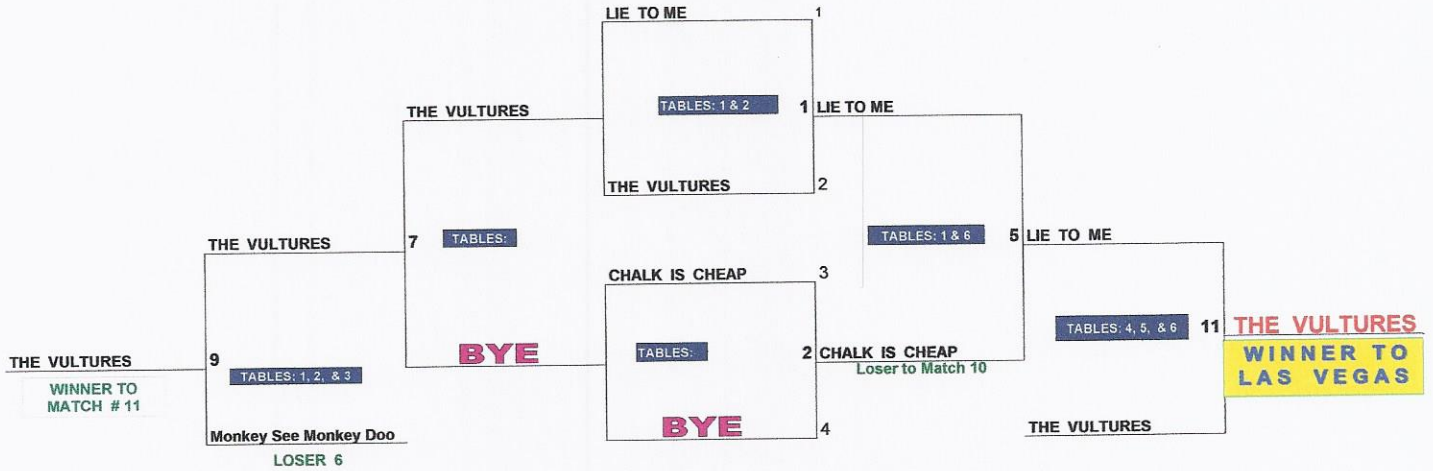 LIE TO ME 1
THE VULTURES
TABLES: 1 & 2
1 LIE TO ME
THE VULTURES 2
THE VULTURES
7
TABLES:
TABLES: 1 & 6
5 LIE TO ME
CHALK IS CHEAP 3
TABLES: 4, 5, & 6
11 THE VULTURES
BYE
TABLES:
2 CHALK IS CHEAP
Loser to Match 10
WINNER TO
LAS VEGAS
THE VULTURES
9
TABLES: 1, 2, & 3
WINNER TO
MATCH # 11
BYE 4
THE VULTURES
Monkey See Monkey Doo
LOSER 6